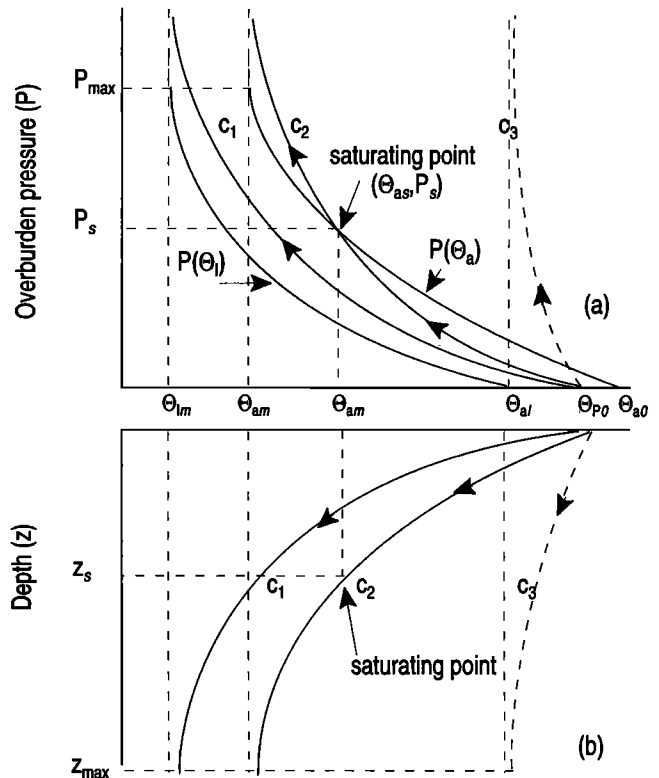 Overburden pressure (P)
P_max
P_s
c_1
c_2
c_3
saturating point
(Θ_as, P_s)
P(Θ_l)
P(Θ_a)
(a)
Θ_lm
Θ_am
Θ_am
Θ_al
Θ_P0
Θ_a0
Depth (z)
z_s
z_max
c_1
c_2
c_3
saturating point
(b)